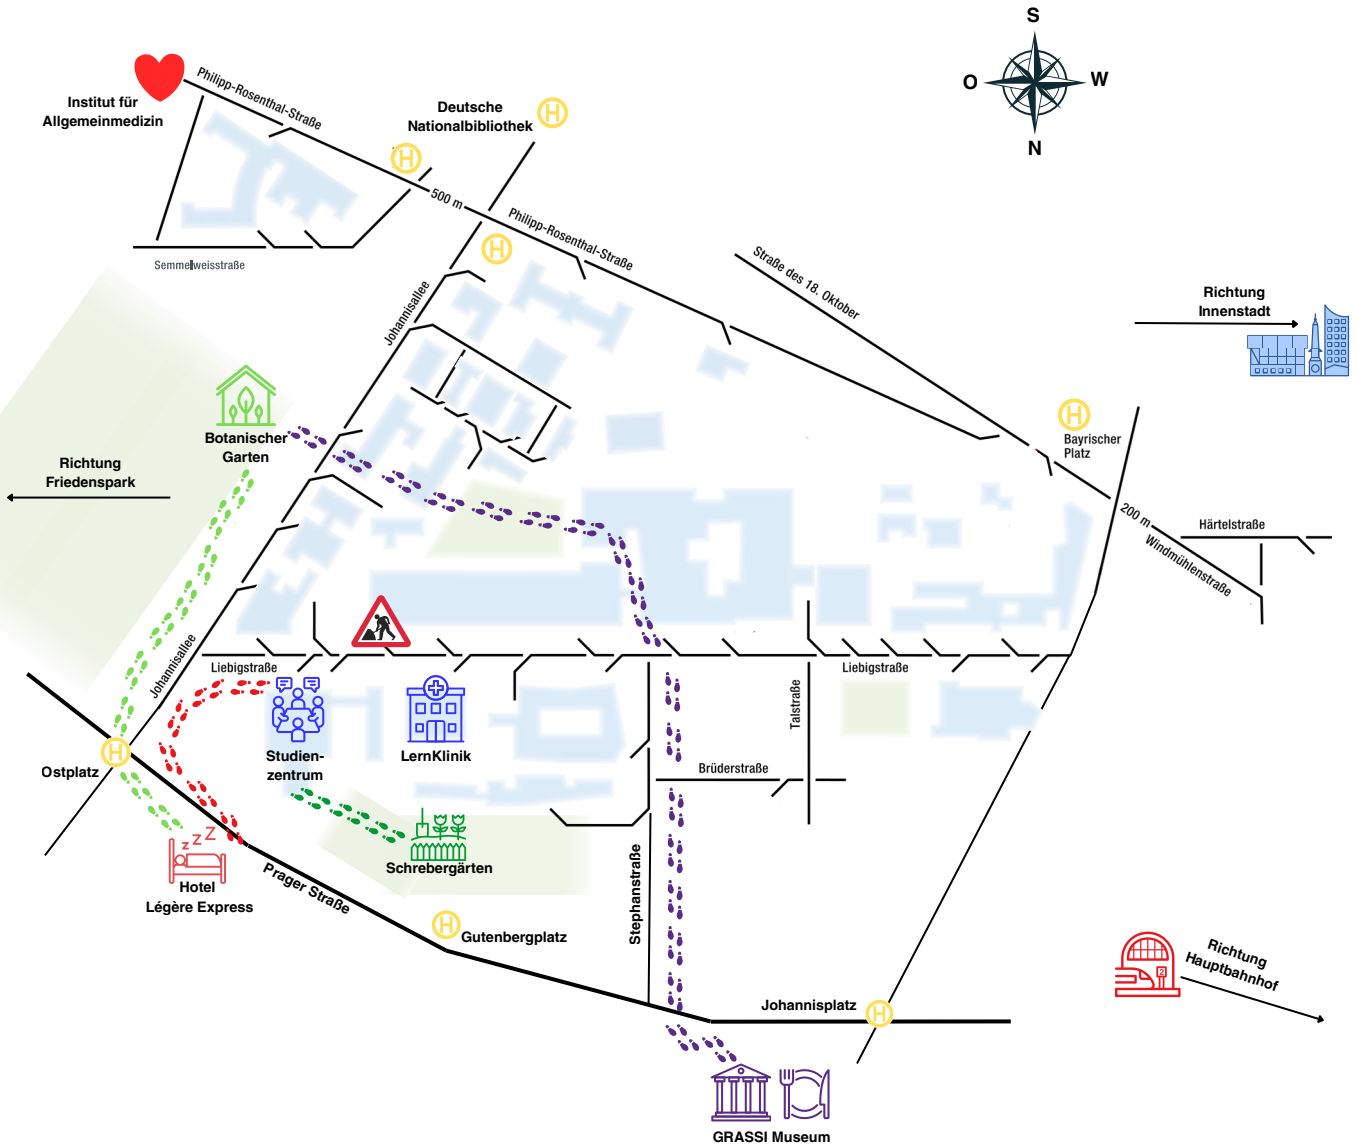 S
O
W
N
Institut für
Allgemeinmedizin
Philipp-Rosenthal-Straße
Deutsche
Nationalbibliothek
H
H
500 m
H
Philipp-Rosenthal-Straße
Semmelweisstraße
Johannisallee
Straße des 18. Oktober
Richtung
Innenstadt
H
Bayrischer
Platz
Botanischer
Garten
Richtung
Friedenspark
200 m
Härtelstraße
Windmühlenstraße
Johannisallee
Liebigstraße
Liebigstraße
Talstraße
Studien-
zentrum
LernKlinik
H
Ostplatz
Brüderstraße
z z Z
Hotel
Légère Express
Schrebergärten
Prager Straße
Stephanstraße
H
Gutenbergplatz
Johannisplatz
H
2
Richtung
Hauptbahnhof
GRASSI Museum